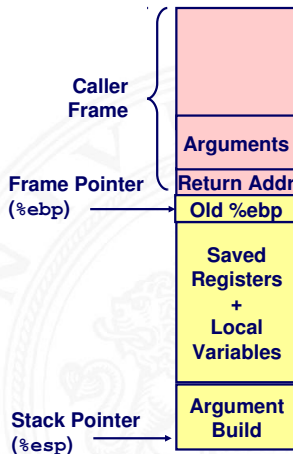 Caller
Frame
Arguments
Return Addr
Frame Pointer
(%ebp)
Old %ebp
Saved
Registers
+
Local
Variables
Argument
Build
Stack Pointer
(%esp)